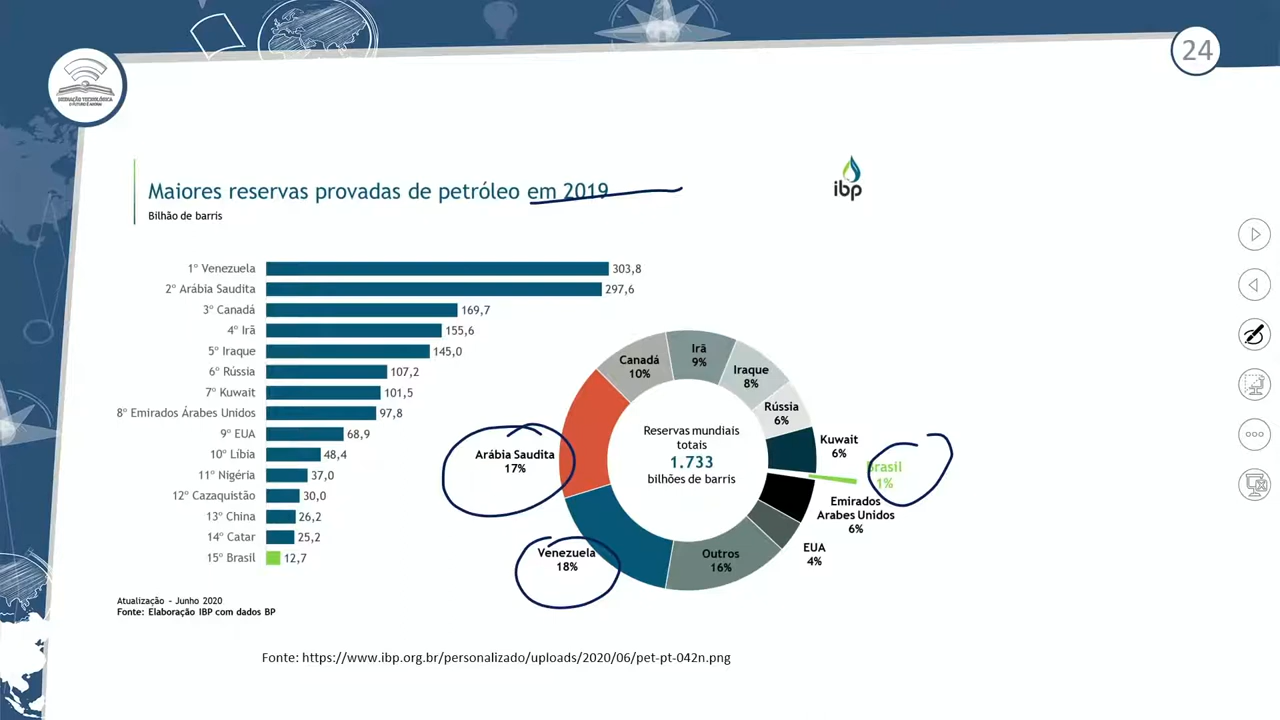 24
MEDIAÇÃO TECNOLÓGICA
Maiores reservas provadas de petróleo em 2019
Bilhão de barris
ibp
1º Venezuela 303,8
2º Arábia Saudita 297,6
3º Canadá 169,7
4º Irã 155,6
5º Iraque 145,0
6º Rússia 107,2
7º Kuwait 101,5
8º Emirados Árabes Unidos 97,8
9º EUA 68,9
10º Líbia 48,4
11º Nigéria 37,0
12º Cazaquistão 30,0
13º China 26,2
14º Catar 25,2
15º Brasil 12,7
Canadá
10%
Irã
9%
Iraque
8%
Rússia
6%
Kuwait
6%
Brasil
1%
Emirados
Arabes Unidos
6%
EUA
4%
Outros
16%
Venezuela
18%
Arábia Saudita
17%
Reservas mundiais
totais
1.733
bilhões de barris
Atualização - Junho 2020
Fonte: Elaboração IBP com dados BP
Fonte: https://www.ibp.org.br/personalizado/uploads/2020/06/pet-pt-042n.png